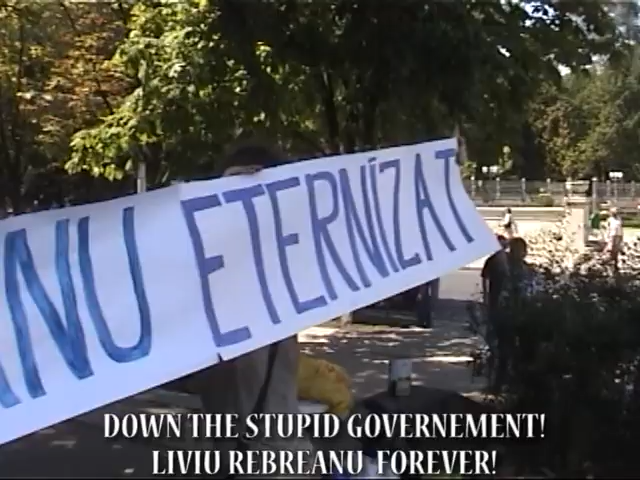 ANU ETERNIZAT
DOWN THE STUPID GOVERNEMENT!
LIVIU REBREANU FOREVER!